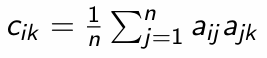 c_{ik} = \frac{1}{n} \sum_{j=1}^{n} a_{ij} a_{jk}